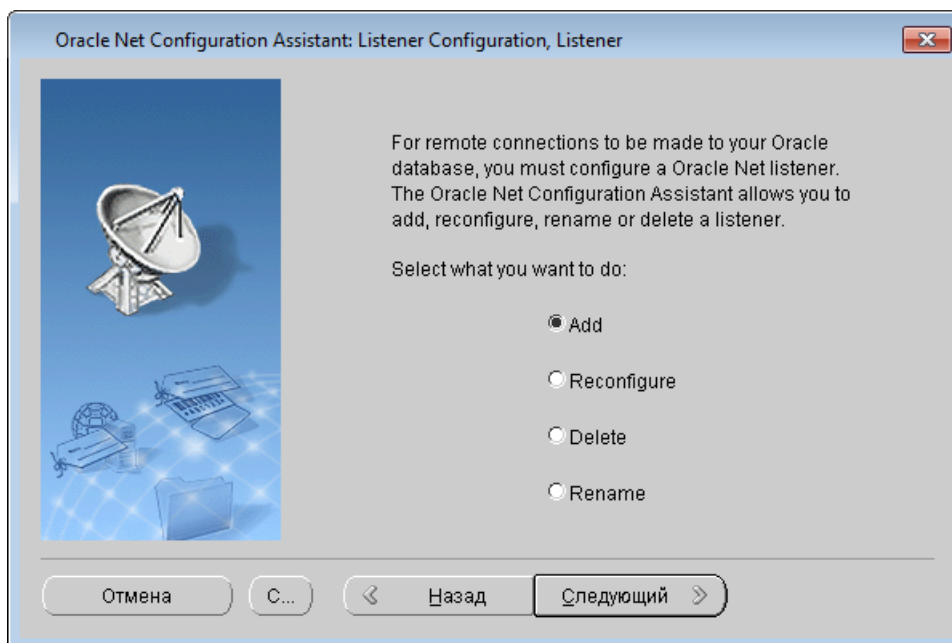 Oracle Net Configuration Assistant: Listener Configuration, Listener
For remote connections to be made to your Oracle
database, you must configure a Oracle Net listener.
The Oracle Net Configuration Assistant allows you to
add, reconfigure, rename or delete a listener.
Select what you want to do:
Add
Reconfigure
Delete
Rename
Отмена
С...
Назад
Следующий